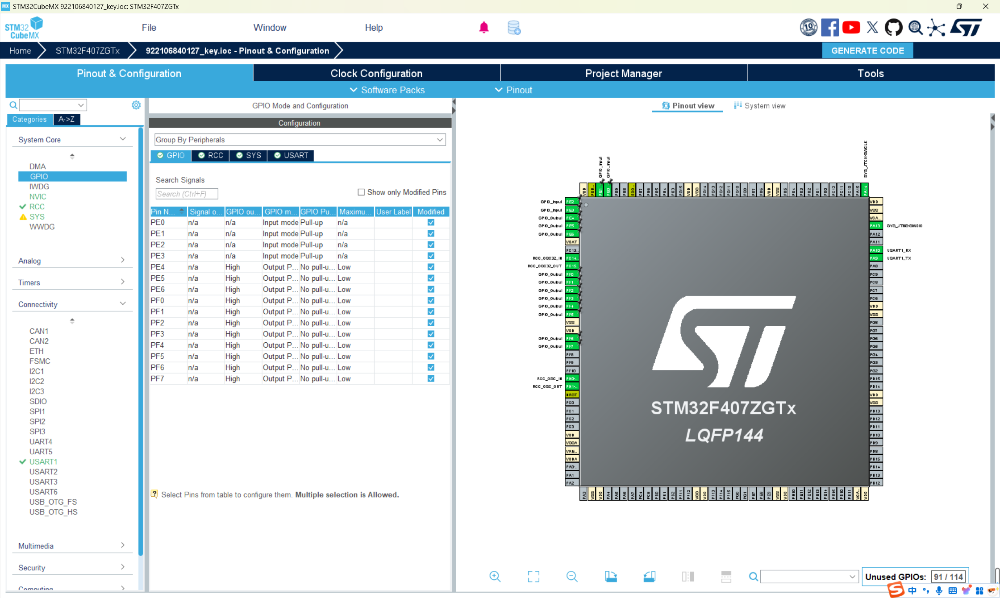 STM32CubeMX 922106840127_key.ioc: STM32F407ZGTx
STM32 CubeMX
File
Window
Help
Home
STM32F407ZGTx
922106840127_key.ioc - Pinout & Configuration
GENERATE CODE
Pinout & Configuration
Clock Configuration
Project Manager
Tools
Software Packs
Pinout
Categories
A->Z
System Core
DMA
GPIO
IWDG
NVIC
RCC
SYS
WWDG
Analog
Timers
Connectivity
CAN1
CAN2
ETH
FSMC
I2C1
I2C2
I2C3
SDIO
SPI1
SPI2
SPI3
UART4
UART5
USART1
USART2
USART3
USART6
USB_OTG_FS
USB_OTG_HS
Multimedia
Security
Computing
GPIO Mode and Configuration
Configuration
Group By Peripherals
GPIO
RCC
SYS
USART
Search Signals
Search (Ctrl+F)
Show only Modified Pins
Pin N... Signal o... GPIO ou... GPIO m... GPIO Pu... Maximu... User Label Modified
PE0 n/a n/a Input mode Pull-up n/a
PE1 n/a n/a Input mode Pull-up n/a
PE2 n/a n/a Input mode Pull-up n/a
PE3 n/a n/a Input mode Pull-up n/a
PE4 n/a High Output P... No pull-u... Low
PE5 n/a High Output P... No pull-u... Low
PE6 n/a High Output P... No pull-u... Low
PF0 n/a High Output P... No pull-u... Low
PF1 n/a High Output P... No pull-u... Low
PF2 n/a High Output P... No pull-u... Low
PF3 n/a High Output P... No pull-u... Low
PF4 n/a High Output P... No pull-u... Low
PF5 n/a High Output P... No pull-u... Low
PF6 n/a High Output P... No pull-u... Low
PF7 n/a High Output P... No pull-u... Low
Select Pins from table to configure them. Multiple selection is Allowed.
Pinout view
System view
GPIO_Input
GPIO_Input
SYS_JTCK-SWCLK
VDD PDR.. PE1 PE0 PB9 PB8 BOO.. PB7 PB6 PB5 PB4 PB3 PG15 VDD VSS PG14 PG13 PG12 PG11 PG10 PG9 PD7 PD6 VDD VSS PD5 PD4 PD3 PD2 PD1 PD0 PC12 PC11 PC10 PA15 PA14
GPIO_Input PE2
GPIO_Input PE3
GPIO_Output PE4
GPIO_Output PE5
GPIO_Output PE6
VBAT
PC13..
RCC_OSC32_IN PC14..
RCC_OSC32_OUT PC15..
GPIO_Output PF0
GPIO_Output PF1
GPIO_Output PF2
GPIO_Output PF3
GPIO_Output PF4
GPIO_Output PF5
VSS
VDD
GPIO_Output PF6
GPIO_Output PF7
PF8
PF9
PF10
RCC_OSC_IN PH0-..
RCC_OSC_OUT PH1-..
NRST
PC0
PC1
PC2
PC3
VDD
VSSA
VRE..
VDDA
PA0-..
PA1
PA2
VDD
VSS
VCA..
PA13 SYS_JTMS-SWDIO
PA12
PA11
PA10 USART1_RX
PA9 USART1_TX
PA8
PC9
PC8
PC7
PC6
VDD
VSS
PG8
PG7
PG6
PG5
PG4
PG3
PG2
PD15
PD14
VDD
VSS
PD13
PD12
PD11
PD10
PD9
PD8
PB15
PB14
PB13
PB12
STM32F407ZGTx
LQFP144
PA3 VSS VDD PA4 PA5 PA6 PA7 PC4 PC5 PB0 PB1 PB2 PF11 PF12 VSS VDD PF13 PF14 PF15 PG0 PG1 PE7 PE8 PE9 VSS VDD PE10 PE11 PE12 PE13 PE14 PE15 PB10 PB11 VCA.. VDD
Unused GPIOs: 91 / 114
中